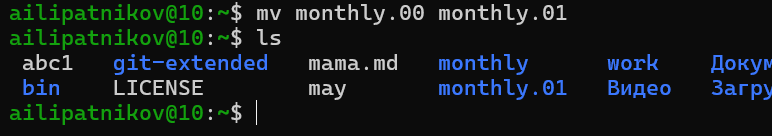 ailipatnikov@10:~$ mv monthly.00 monthly.01
ailipatnikov@10:~$ ls
abc1 git-extended mama.md monthly work Докум
bin LICENSE may monthly.01 Видео Загру
ailipatnikov@10:~$